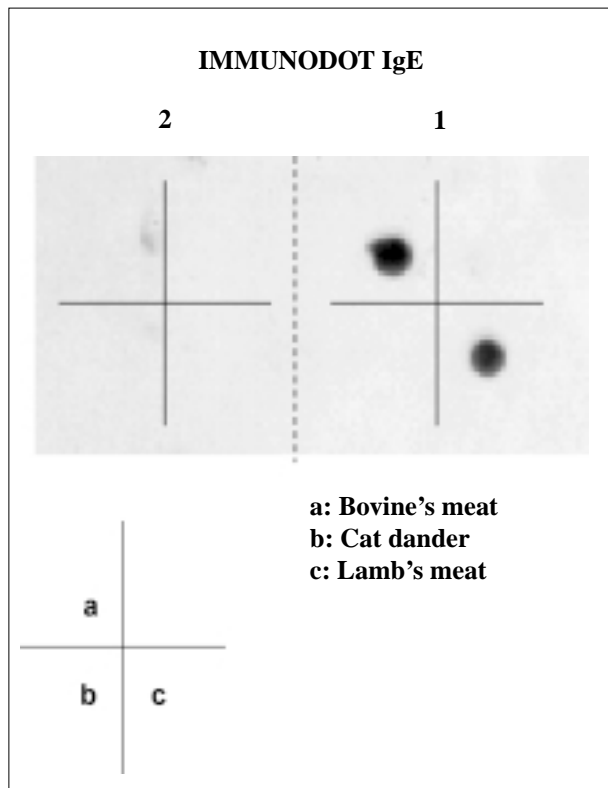 IMMUNODOT IgE
2 1
a: Bovine's meat
b: Cat dander
c: Lamb's meat
a
b c